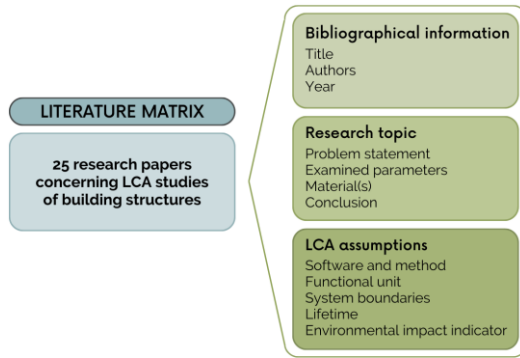 LITERATURE MATRIX
25 research papers
concerning LCA studies
of building structures
Bibliographical information
Title
Authors
Year
Research topic
Problem statement
Examined parameters
Material(s)
Conclusion
LCA assumptions
Software and method
Functional unit
System boundaries
Lifetime
Environmental impact indicator